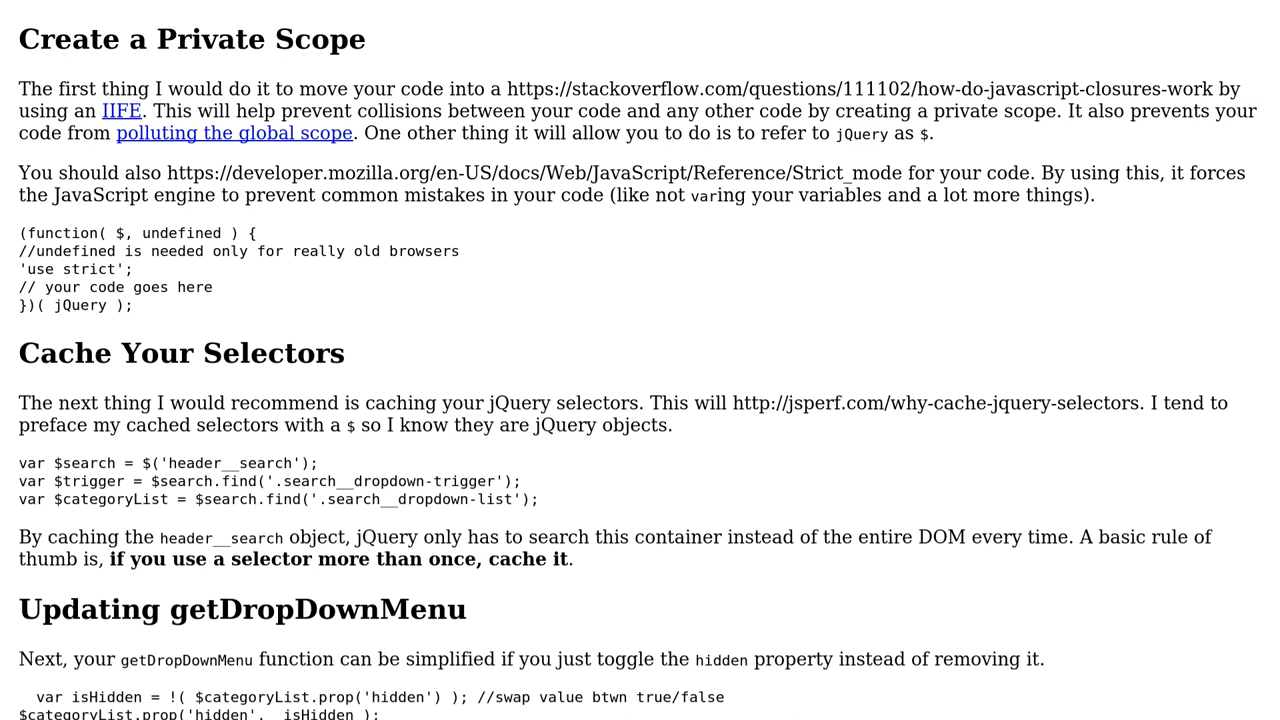 Create a Private Scope
The first thing I would do it to move your code into a https://stackoverflow.com/questions/111102/how-do-javascript-closures-work by
using an IIFE. This will help prevent collisions between your code and any other code by creating a private scope. It also prevents your
code from polluting the global scope. One other thing it will allow you to do is to refer to jQuery as $.
You should also https://developer.mozilla.org/en-US/docs/Web/JavaScript/Reference/Strict_mode for your code. By using this, it forces
the JavaScript engine to prevent common mistakes in your code (like not varing your variables and a lot more things).
(function( $, undefined ) {
//undefined is needed only for really old browsers
'use strict';
// your code goes here
})( jQuery );
Cache Your Selectors
The next thing I would recommend is caching your jQuery selectors. This will http://jsperf.com/why-cache-jquery-selectors. I tend to
preface my cached selectors with a $ so I know they are jQuery objects.
var $search = $('header__search');
var $trigger = $search.find('.search__dropdown-trigger');
var $categoryList = $search.find('.search__dropdown-list');
By caching the header__search object, jQuery only has to search this container instead of the entire DOM every time. A basic rule of
thumb is, if you use a selector more than once, cache it.
Updating getDropDownMenu
Next, your getDropDownMenu function can be simplified if you just toggle the hidden property instead of removing it.
var isHidden = !( $categoryList.prop('hidden') ); //swap value btwn true/false
$categoryList.prop('hidden', isHidden );